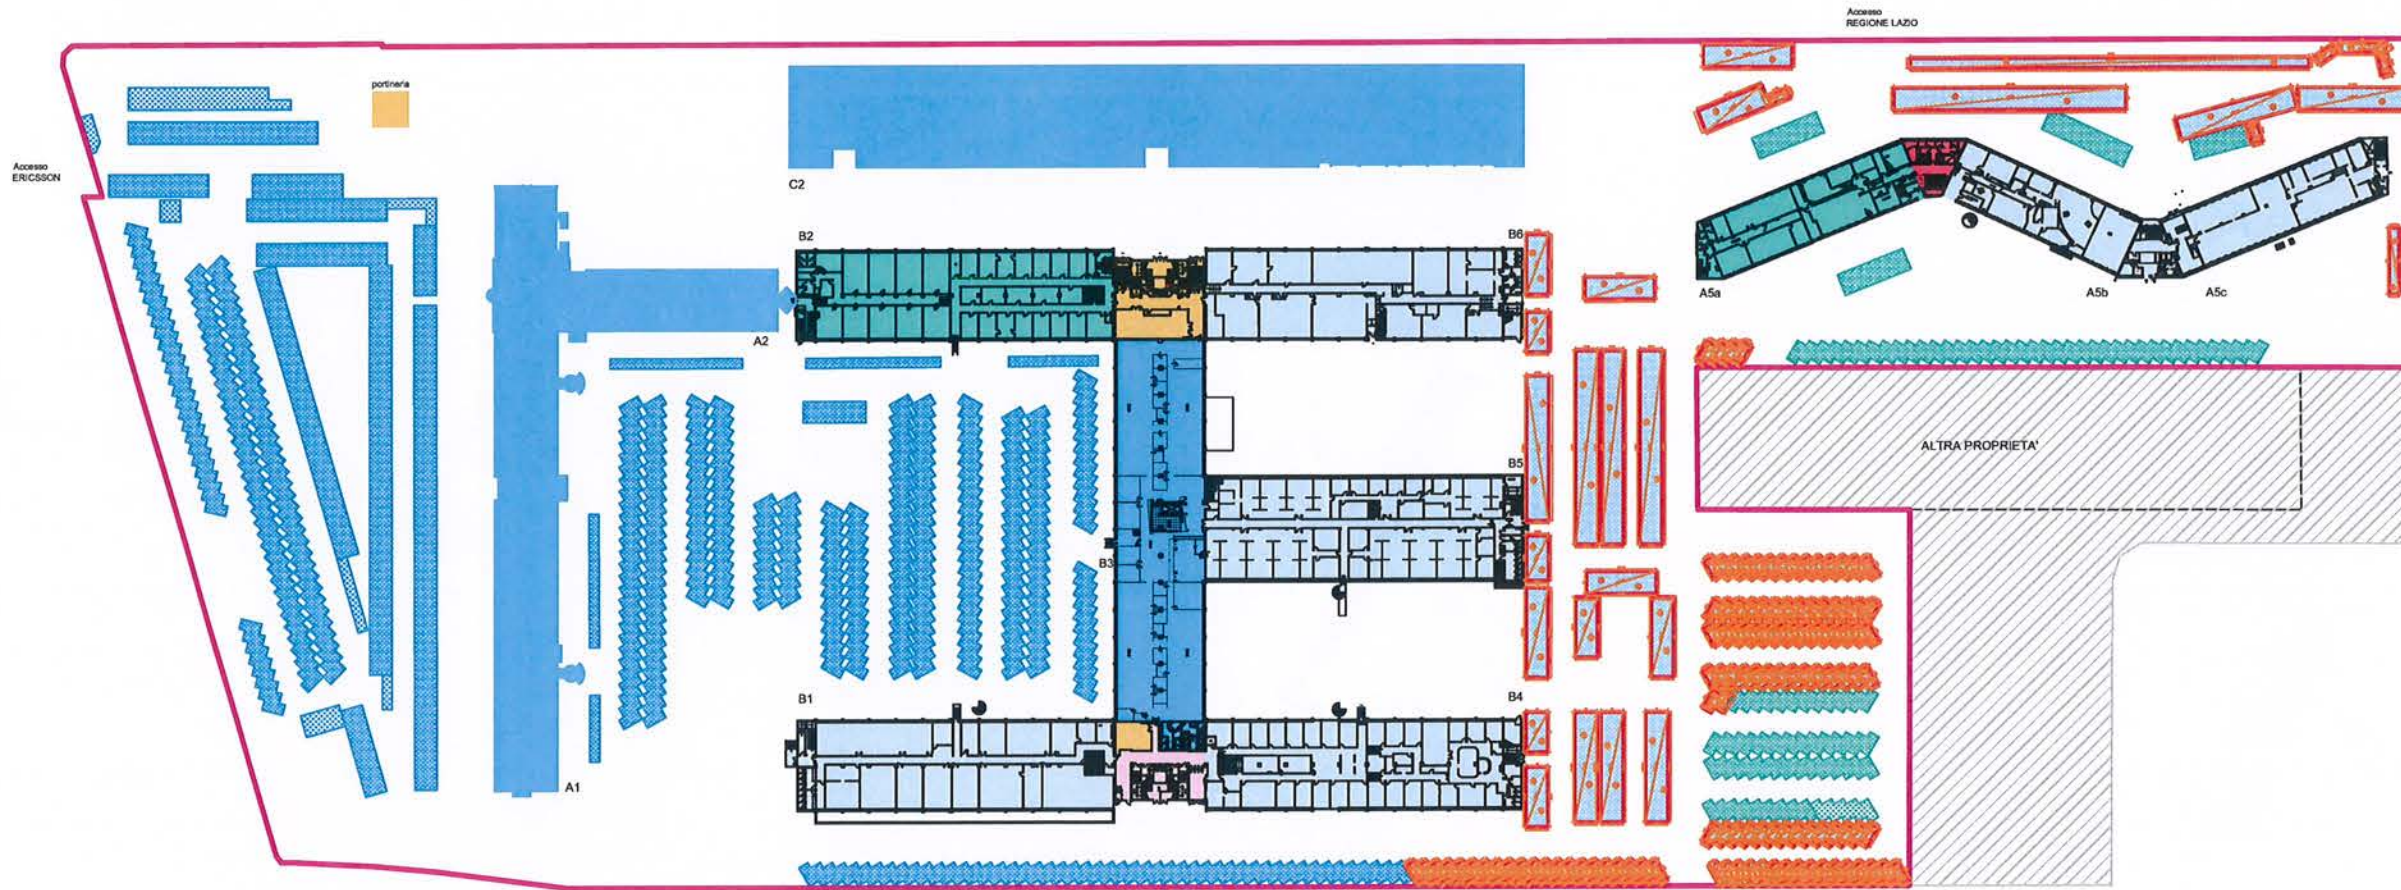 Accesso
REGIONE LAZIO
portineria
Accesso
ERICSSON
C2
B2
B6
A5a
A5b
A5c
A2
ALTRA PROPRIETA'
B5
B3
B1
B4
A1